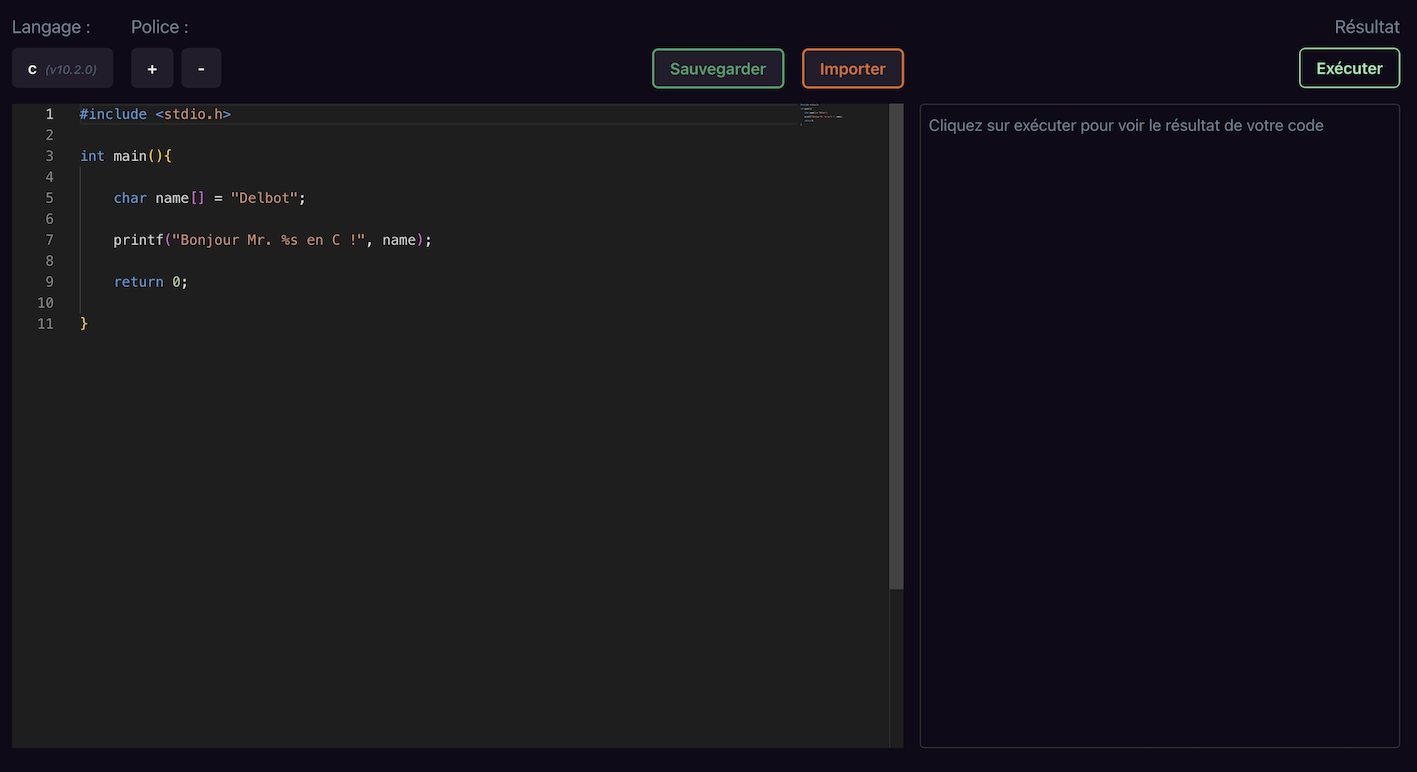 Langage :
Police :
Résultat
C (v10.2.0)
+
-
Sauvegarder
Importer
Exécuter
1 #include <stdio.h>
2
3 int main(){
4
5 char name[] = "Delbot";
6
7 printf("Bonjour Mr. %s en C !", name);
8
9 return 0;
10
11 }
Cliquez sur exécuter pour voir le résultat de votre code